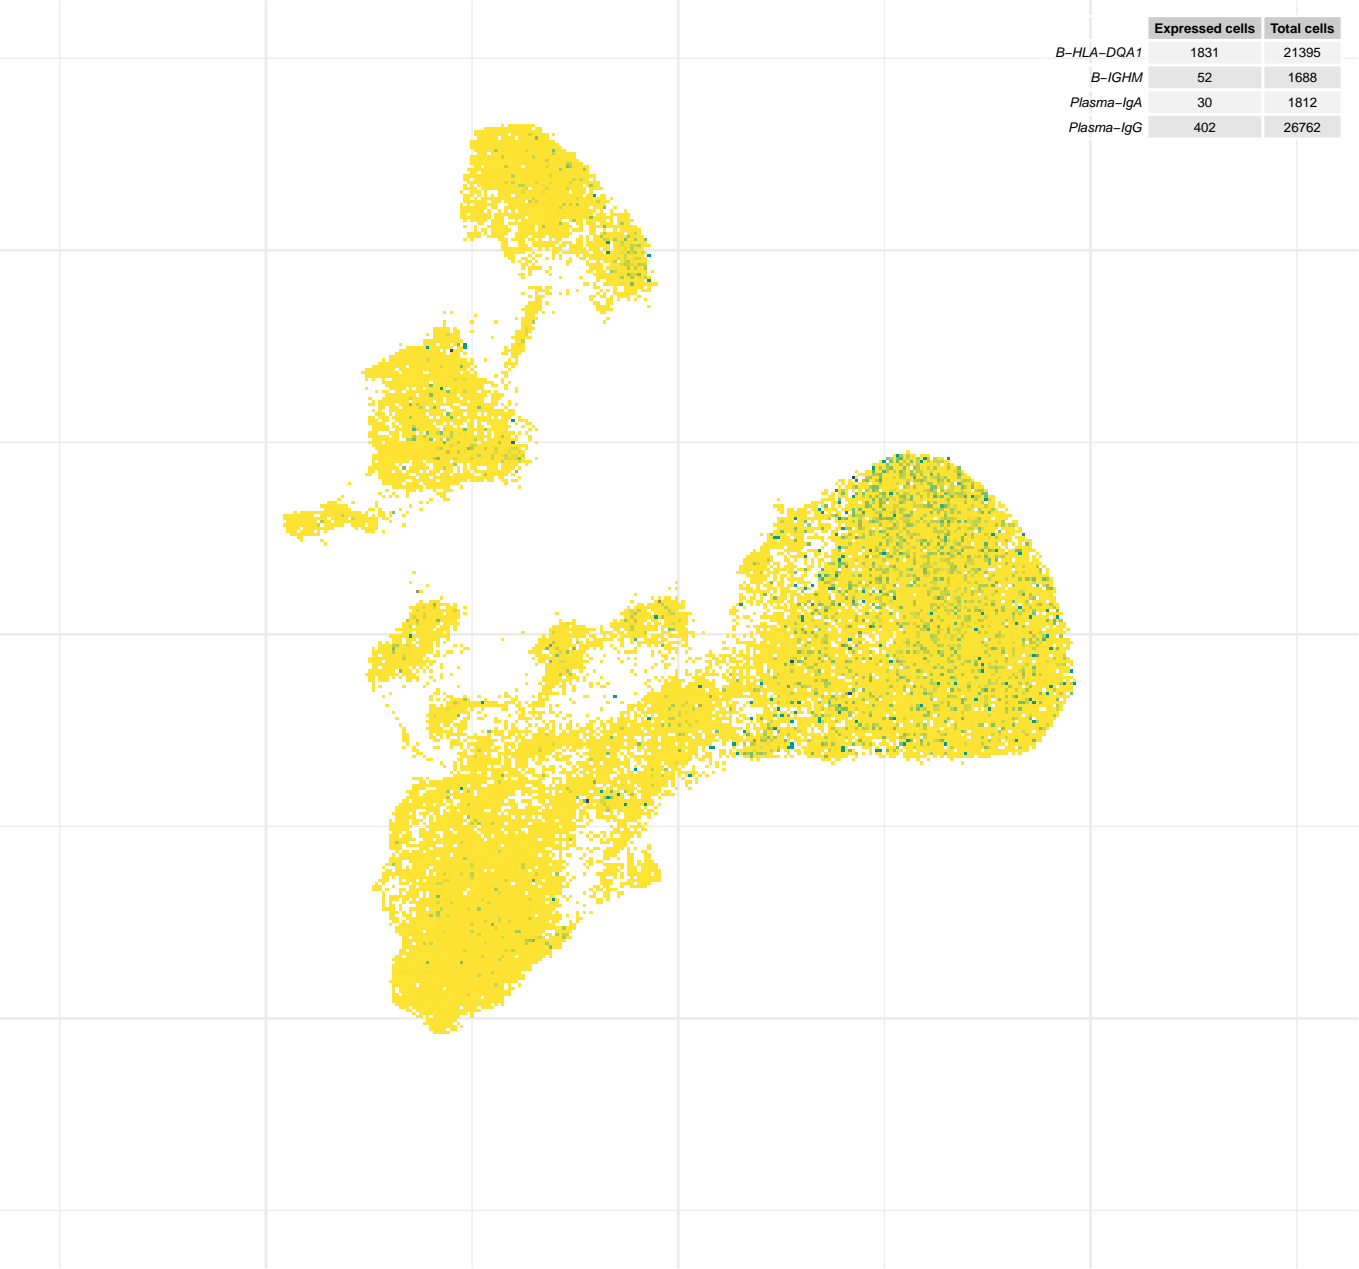 Expressed cells Total cells
B−HLA−DQA1 1831 21395
B−IGHM 52 1688
Plasma−IgA 30 1812
Plasma−IgG 402 26762